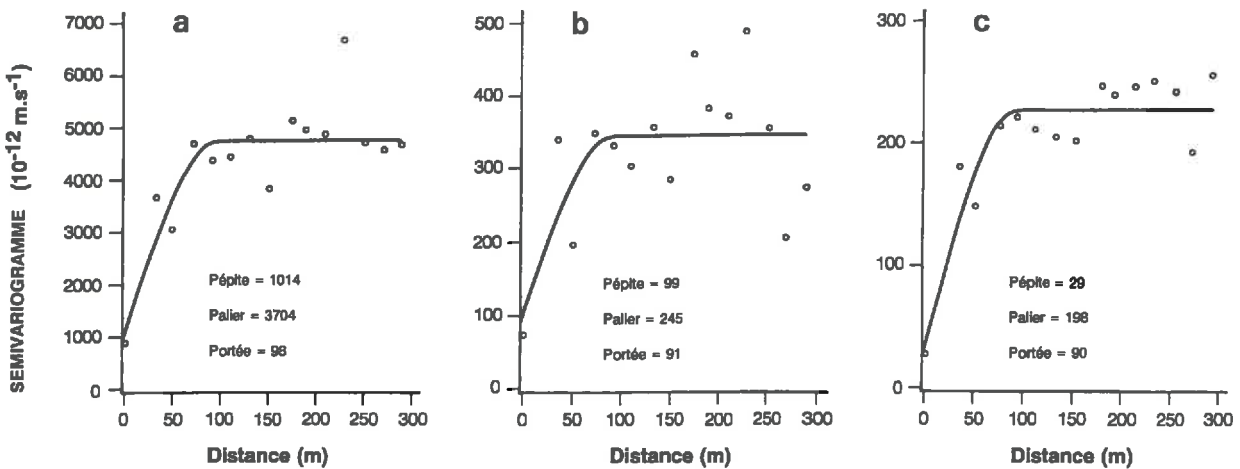 SEMIVARIOGRAMME (10-12 m.s-1)
a
7000
6000
5000
4000
3000
2000
1000
0
Pépite = 1014
Palier = 3704
Portée = 98
0 50 100 150 200 250 300
Distance (m)
b
500
400
300
200
100
0
Pépite = 99
Palier = 245
Portée = 91
0 50 100 150 200 250 300
Distance (m)
c
300
200
100
0
Pépite = 29
Palier = 198
Portée = 90
0 50 100 150 200 250 300
Distance (m)